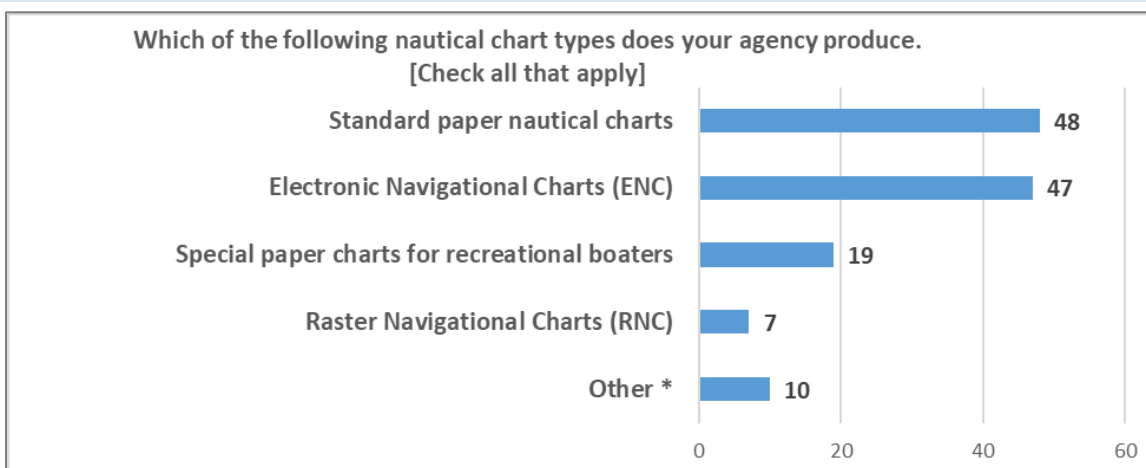 Which of the following nautical chart types does your agency produce.
[Check all that apply]
Standard paper nautical charts 48
Electronic Navigational Charts (ENC) 47
Special paper charts for recreational boaters 19
Raster Navigational Charts (RNC) 7
Other * 10
0 20 40 60